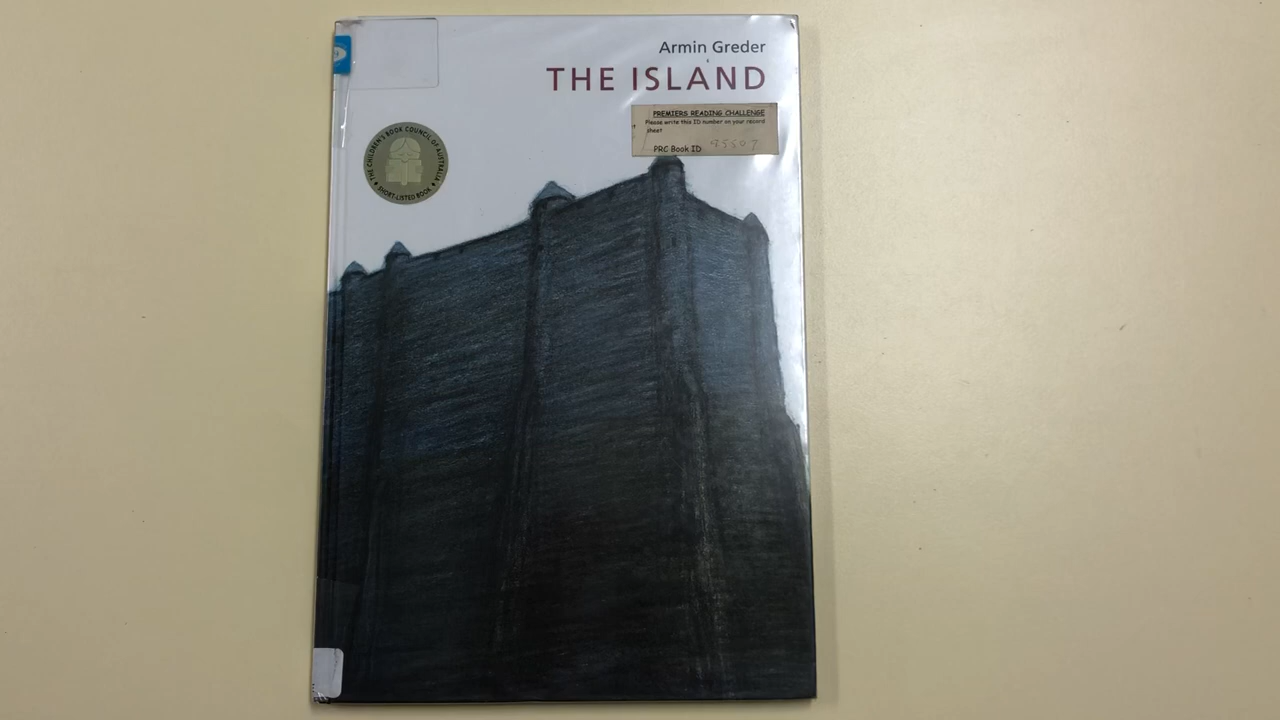 Armin Greder
THE ISLAND
PREMIERS READING CHALLENGE
Please write this ID number on your record
sheet
PRC Book ID
THE CHILDREN'S BOOK COUNCIL OF AUSTRALIA
SHORT-LISTED BOOK